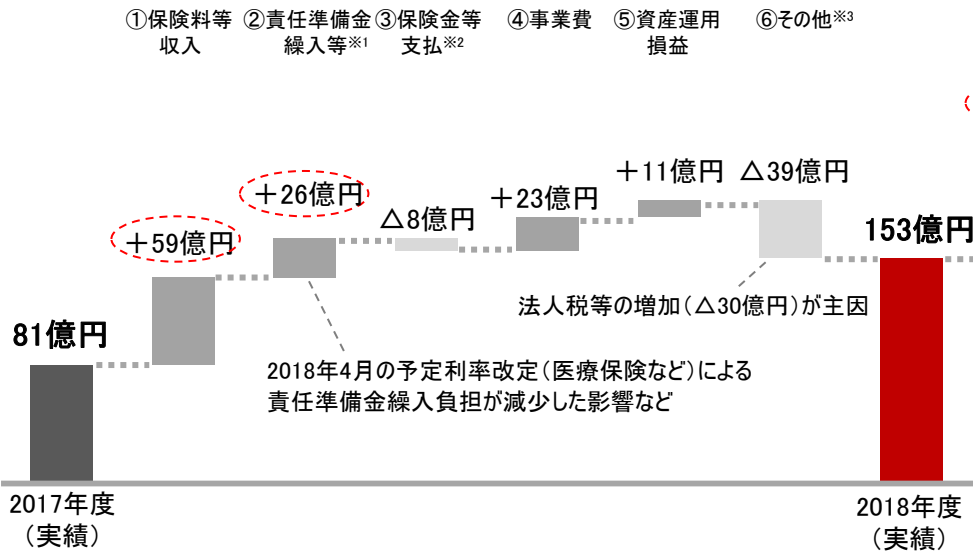 ①保険料等
収入
②責任準備金
繰入等※1
③保険金等
支払※2
④事業費
⑤資産運用
損益
⑥その他※3
81億円
+59億円
+26億円
△8億円
+23億円
+11億円
△39億円
153億円
法人税等の増加(△30億円)が主因
2018年4月の予定利率改定(医療保険など)による
責任準備金繰入負担が減少した影響など
2017年度
(実績)
2018年度
(実績)